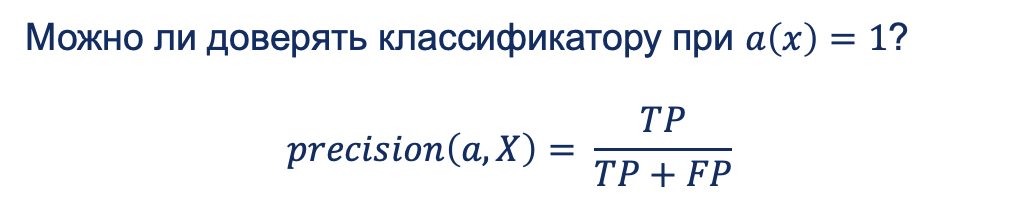 Можно ли доверять классификатору при a(x) = 1?
precision(a, X) = TP / (TP + FP)